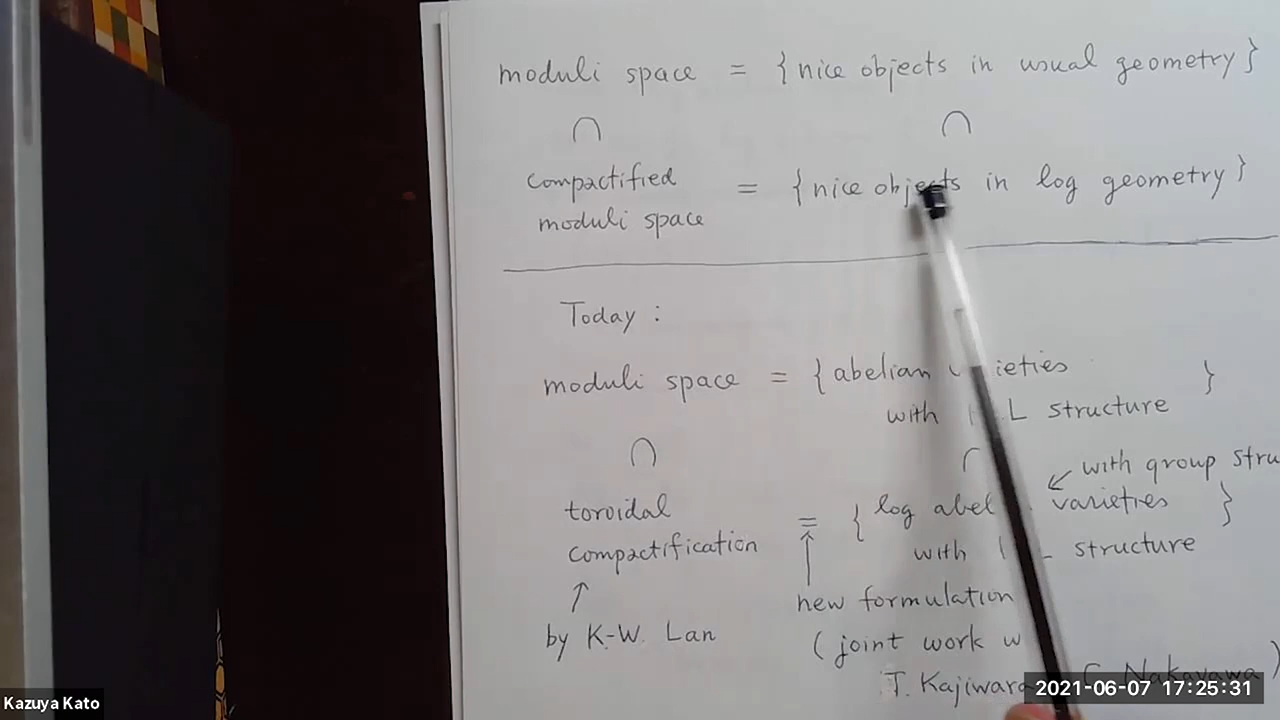 moduli space = { nice objects in usual geometry }
∩ ∩
compactified
moduli space = { nice objects in log geometry }
Today :
moduli space = { abelian ieties }
with L structure
∩
with group stru
toroidal
compactification = { log abel varieties }
with structure
↑ ↑
new formulation
by K-W. Lan
( joint work w
T. Kajiwara C. Nakayama )
Kazuya Kato
2021-06-07 17:25:31